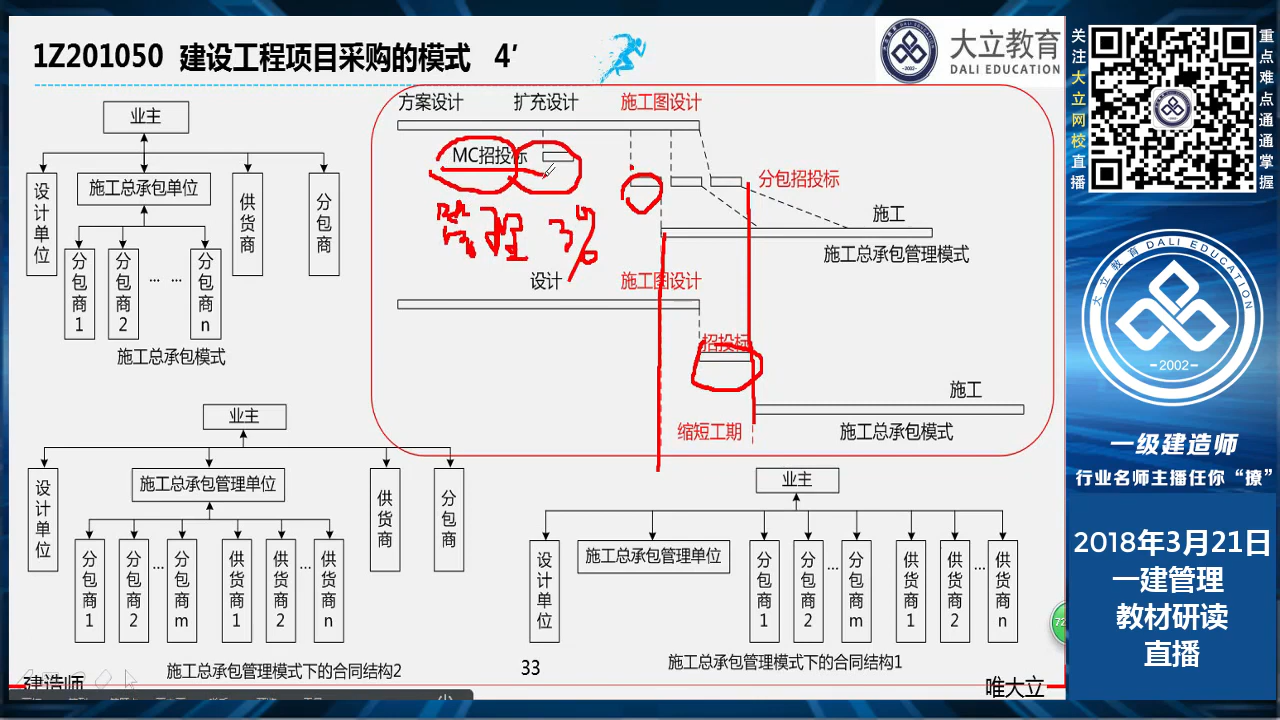 1Z201050 建设工程项目采购的模式 4′
大立教育
DALI EDUCATION
业主
设计单位
施工总承包单位
供货商
分包商
分包商1
分包商2
... ...
分包商n
施工总承包模式
方案设计 扩充设计 施工图设计
MC招投标
分包招投标
管理 3%
施工
施工总承包管理模式
设计 施工图设计
招投标
施工
缩短工期
施工总承包模式
业主
设计单位
施工总承包管理单位
供货商
分包商
分包商1
分包商2
...
分包商m
供货商1
供货商2
...
供货商n
施工总承包管理模式下的合同结构2
业主
设计单位
施工总承包管理单位
分包商1
分包商2
...
分包商m
供货商1
供货商2
...
供货商n
施工总承包管理模式下的合同结构1
33
建造师
唯大立
关注大立网校直播
重点难点通通掌握
大立教育 DALI EDUCATION
-2002-
一级建造师
行业名师主播任你“撩”
72
2018年3月21日
一建管理
教材研读
直播